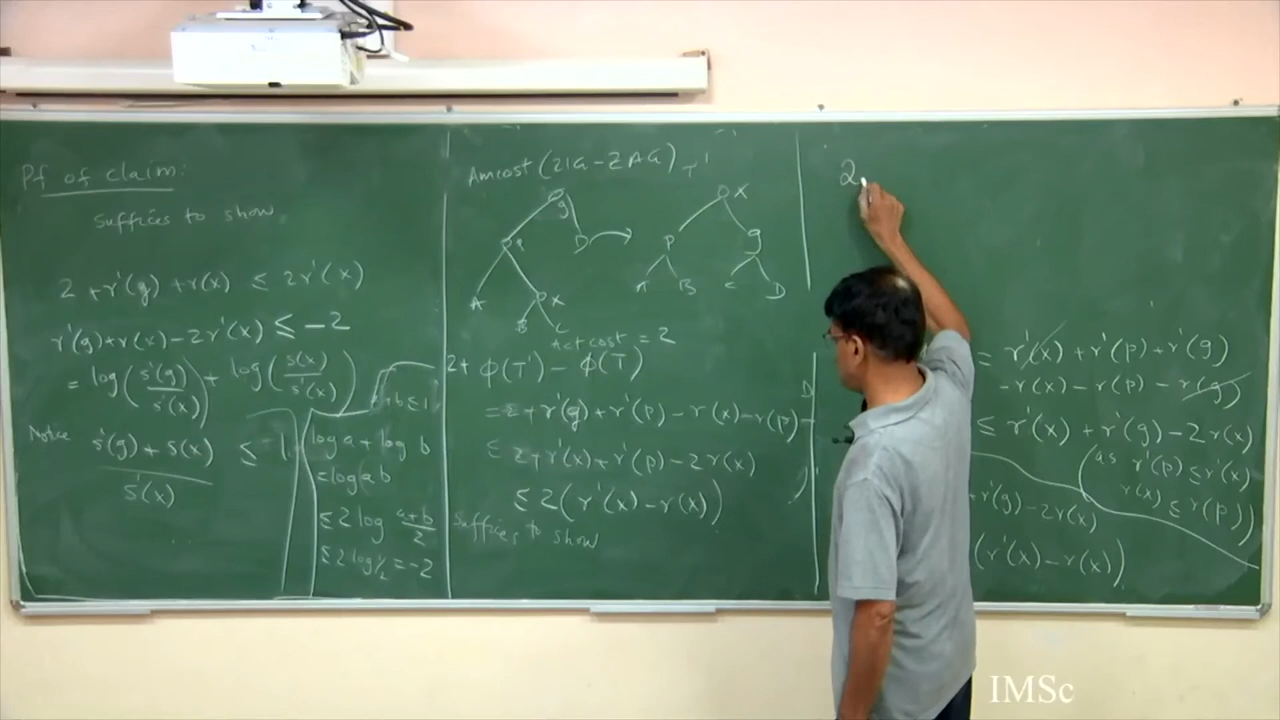 Pf of claim:
Suffices to show,
2 + r'(g) + r(x) ≤ 2r'(x)
r'(g) + r(x) - 2r'(x) ≤ -2
= log(s'(g)/s'(x)) + log(s(x)/s'(x))
Notice
s'(g) + s(x) / s'(x) ≤ 1
+b ≤ 1
log a + log b
= log ab
≤ 2 log a+b/2
≤ 2 log 1/2 = -2
Amcost (ZIG - ZAG)
T T'
g x
D p g
A x A B C D
B C
Act cost = 2
2 + φ(T') - φ(T)
= 2 + r'(g) + r'(p) - r(x) - r(p)
≤ 2 + r'(x) + r'(p) - 2r(x)
≤ 2(r'(x) - r(x))
Suffices to show
2
= r'(x) + r'(p) + r'(g)
- r(x) - r(p) - r(g)
≤ r'(x) + r'(g) - 2r(x)
(as r'(p) ≤ r'(x)
r(x) ≤ r(p))
+ r'(g) - 2r(x)
(r'(x) - r(x))
IMSc